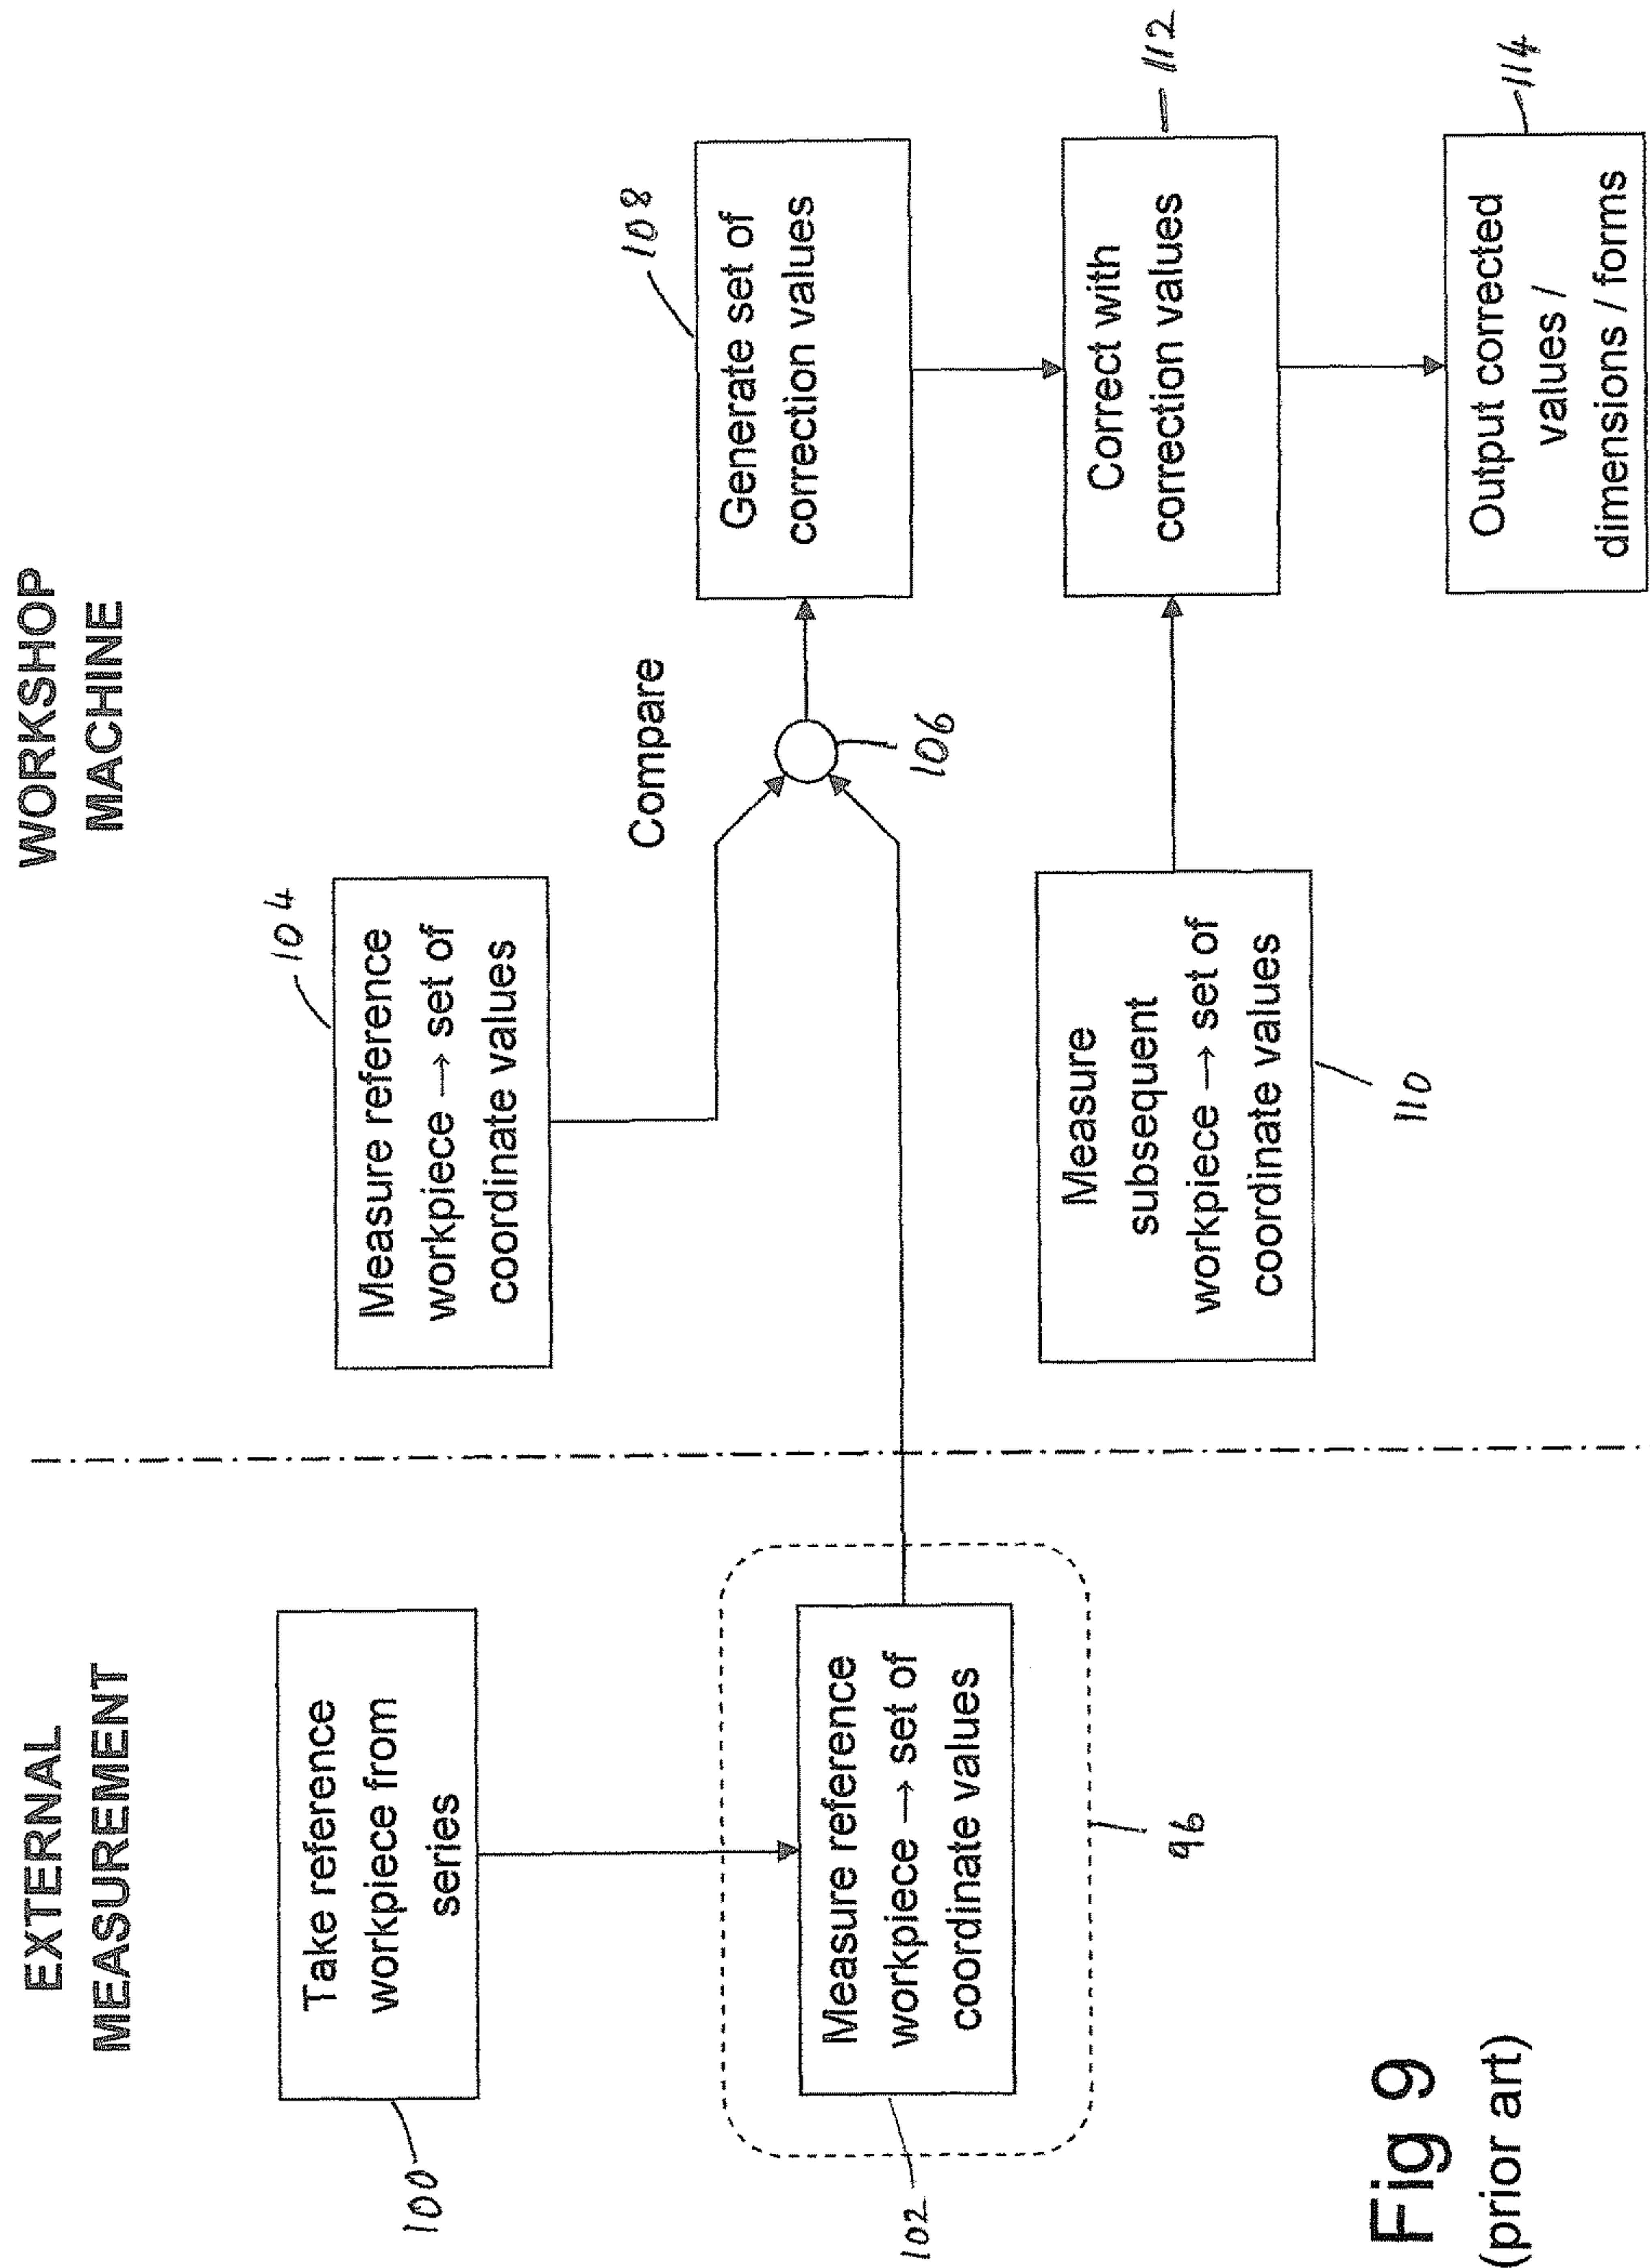 EXTERNAL
MEASUREMENT
WORKSHOP
MACHINE
100
Take reference
workpiece from
series
102
Measure reference
workpiece → set of
coordinate values
96
104
Measure reference
workpiece → set of
coordinate values
Compare
106
108
Generate set of
correction values
Measure
subsequent
workpiece → set of
coordinate values
110
Correct with
correction values
112
Output corrected
values /
dimensions / forms
114
Fig 9
(prior art)